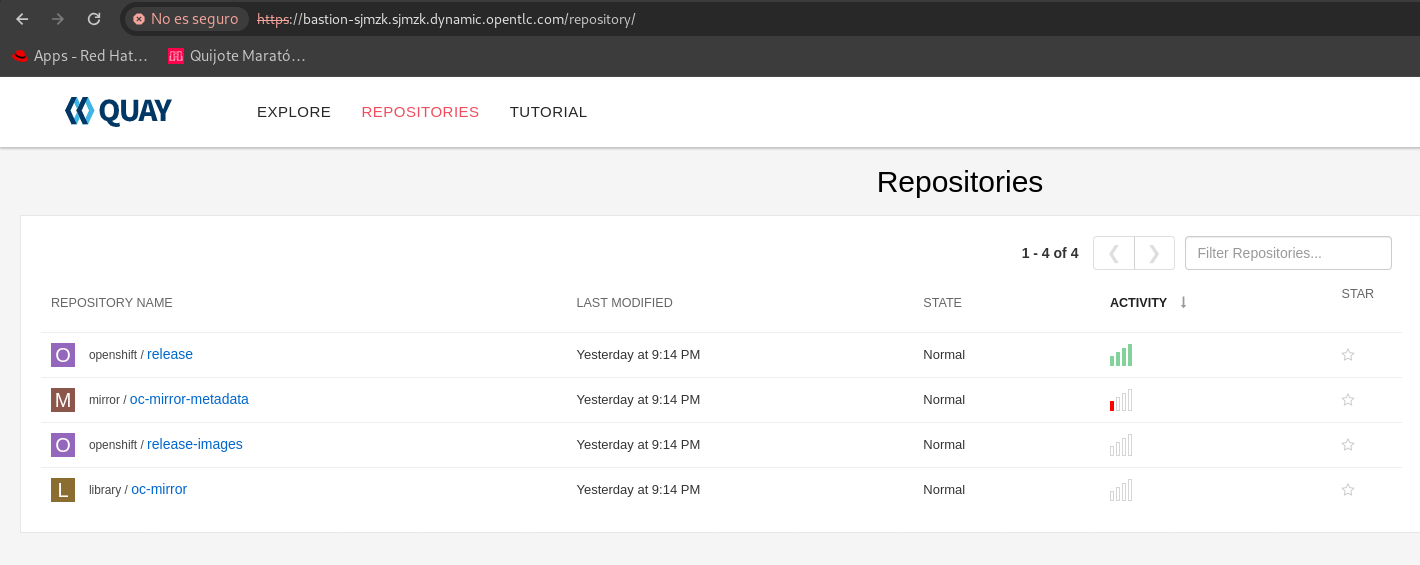 No es seguro https://bastion-sjmzk.sjmzk.dynamic.opentlc.com/repository/
Apps - Red Hat... Quijote Marató...
QUAY EXPLORE REPOSITORIES TUTORIAL
Repositories
1 - 4 of 4 Filter Repositories...
REPOSITORY NAME LAST MODIFIED STATE ACTIVITY STAR
O openshift / release Yesterday at 9:14 PM Normal
M mirror / oc-mirror-metadata Yesterday at 9:14 PM Normal
O openshift / release-images Yesterday at 9:14 PM Normal
L library / oc-mirror Yesterday at 9:14 PM Normal